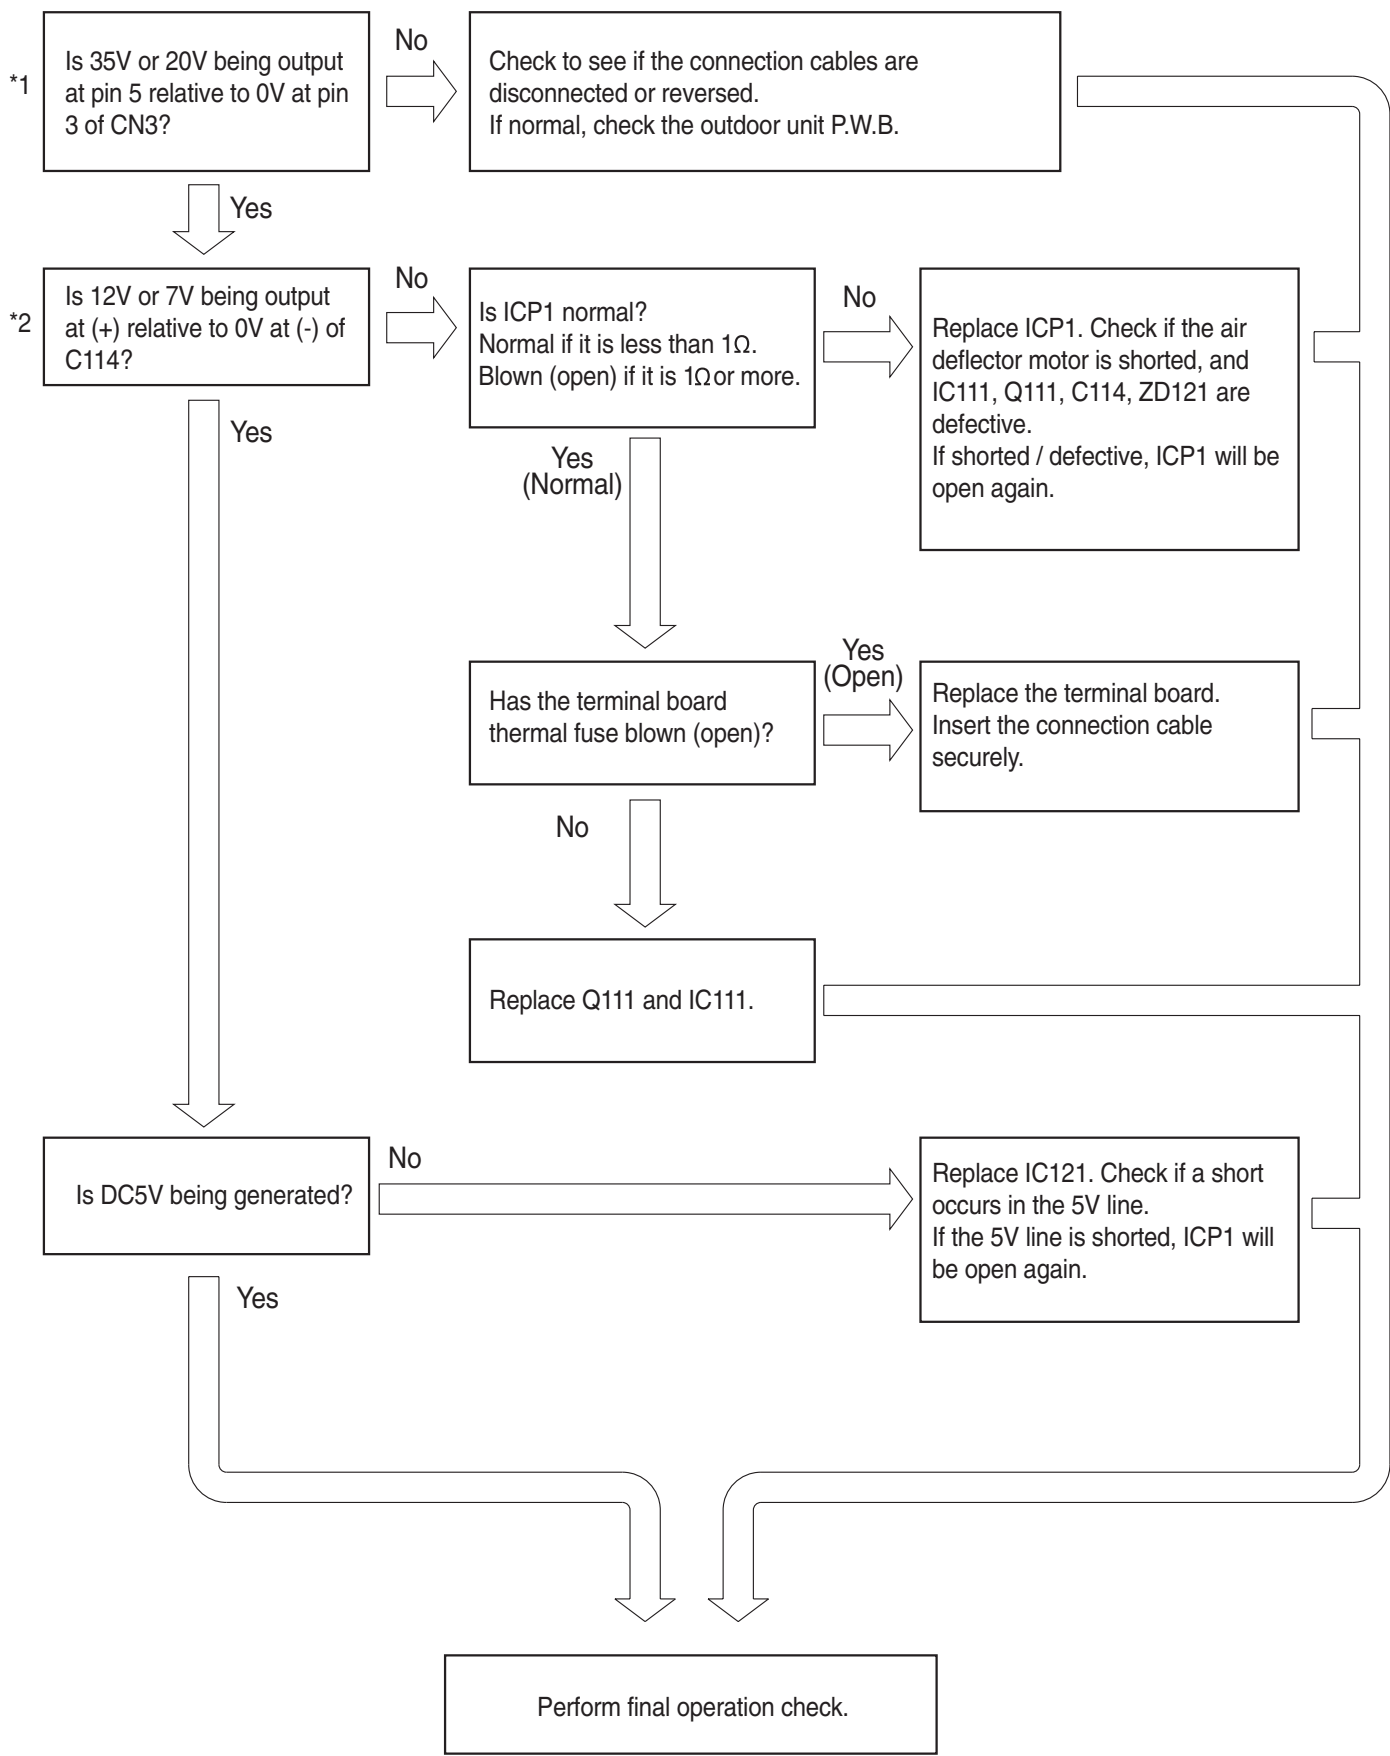 *1
Is 35V or 20V being output
at pin 5 relative to 0V at pin
3 of CN3?
No
Check to see if the connection cables are
disconnected or reversed.
If normal, check the outdoor unit P.W.B.
Yes
*2
Is 12V or 7V being output
at (+) relative to 0V at (-) of
C114?
No
Is ICP1 normal?
Normal if it is less than 1Ω.
Blown (open) if it is 1Ω or more.
No
Replace ICP1. Check if the air
deflector motor is shorted, and
IC111, Q111, C114, ZD121 are
defective.
If shorted / defective, ICP1 will be
open again.
Yes
Yes
(Normal)
Has the terminal board
thermal fuse blown (open)?
Yes
(Open)
Replace the terminal board.
Insert the connection cable
securely.
No
Replace Q111 and IC111.
Is DC5V being generated?
No
Replace IC121. Check if a short
occurs in the 5V line.
If the 5V line is shorted, ICP1 will
be open again.
Yes
Perform final operation check.